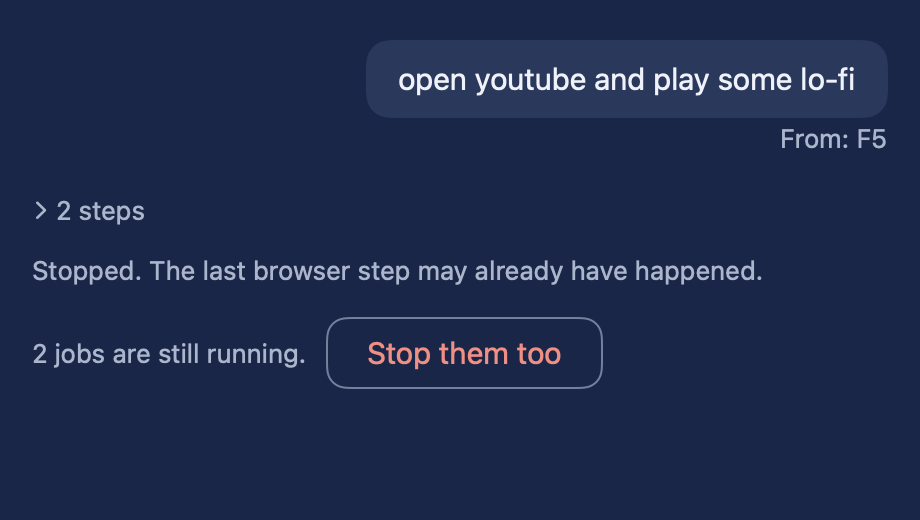 open youtube and play some lo-fi
From: F5
> 2 steps
Stopped. The last browser step may already have happened.
2 jobs are still running. Stop them too